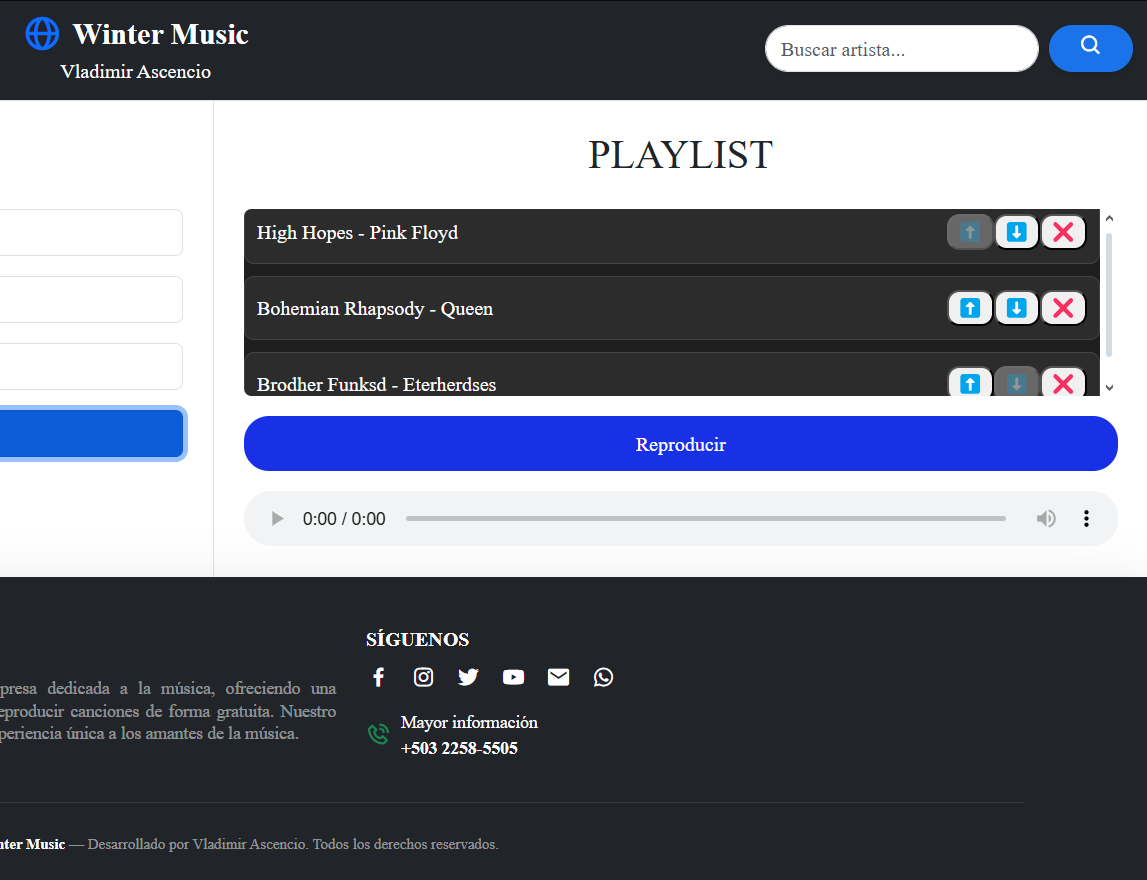 Winter Music
Vladimir Ascencio
Buscar artista...
PLAYLIST
High Hopes - Pink Floyd
Bohemian Rhapsody - Queen
Brodher Funksd - Eterherdses
Reproducir
0:00 / 0:00
presa dedicada a la música, ofreciendo una
eproducir canciones de forma gratuita. Nuestro
periencia única a los amantes de la música.
SÍGUENOS
Mayor información
+503 2258-5505
nter Music — Desarrollado por Vladimir Ascencio. Todos los derechos reservados.